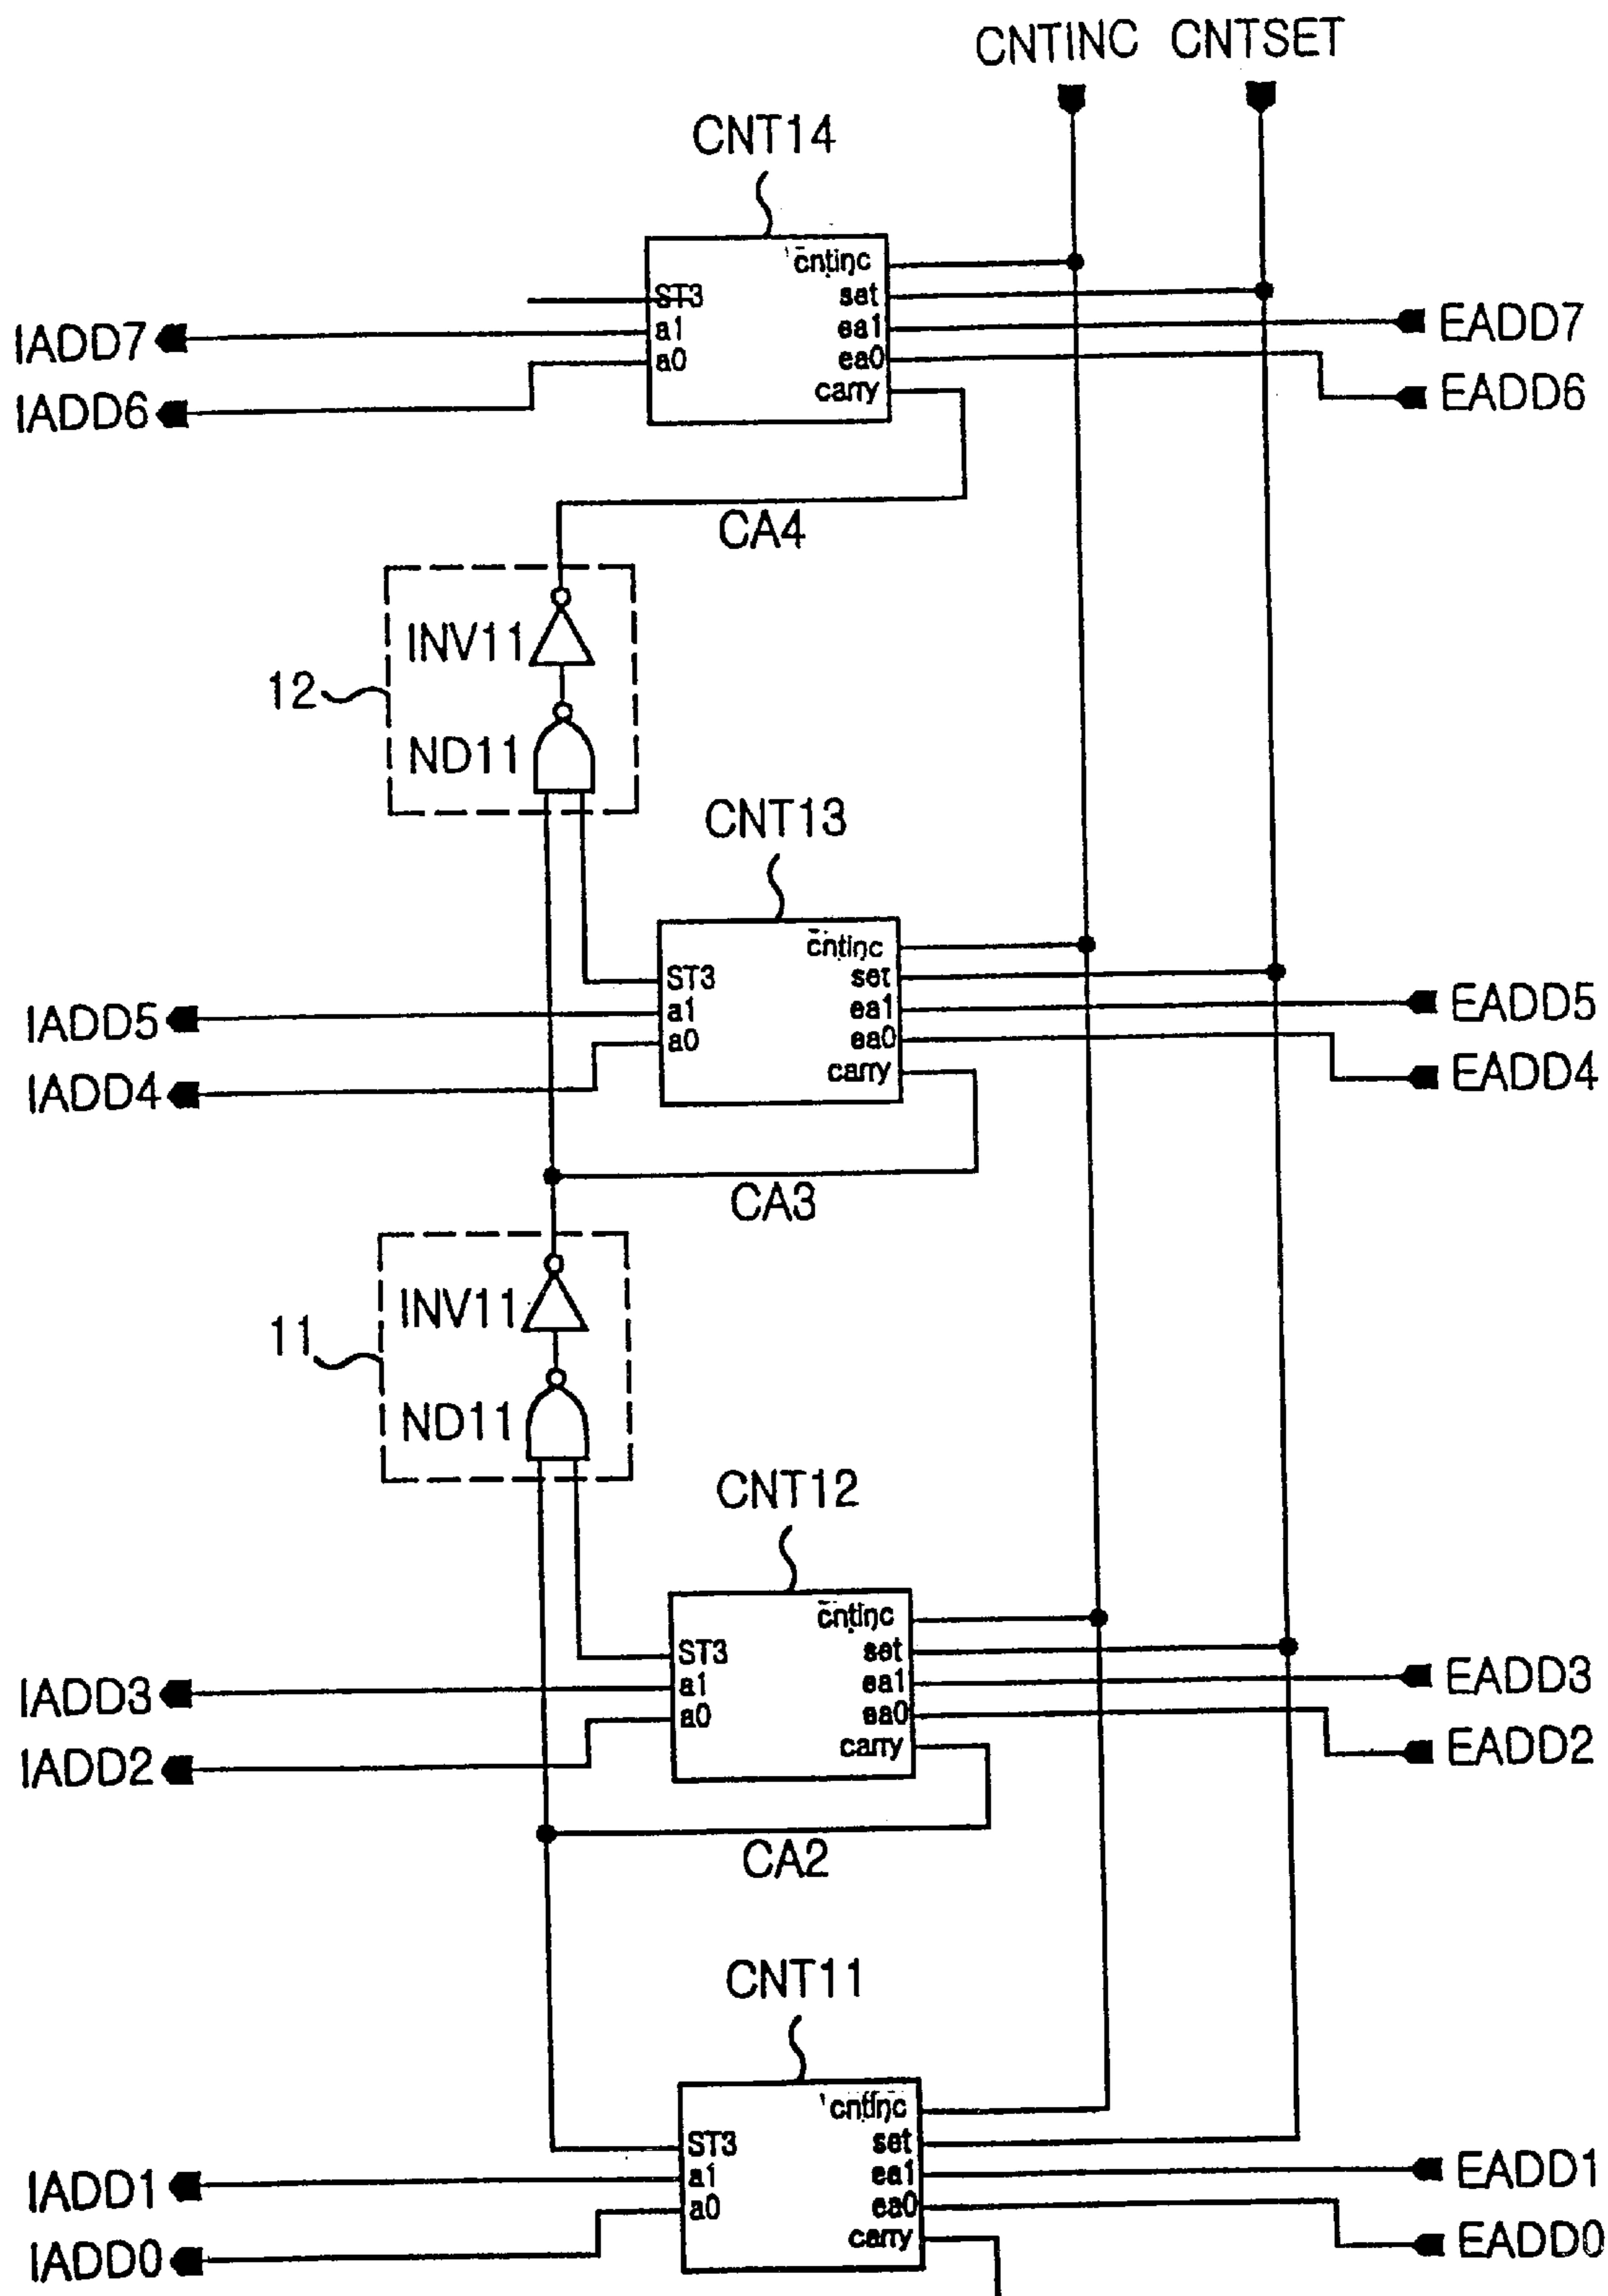 CNTINC CNTSET
CNT14
cntinc
ST3 set
IADD7 a1 ea1 EADD7
IADD6 a0 ea0 EADD6
carry
CA4
INV11
12
ND11
CNT13
cntinc
ST3 set
IADD5 a1 ea1 EADD5
IADD4 a0 ea0 EADD4
carry
CA3
INV11
11
ND11
CNT12
cntinc
ST3 set
IADD3 a1 ea1 EADD3
IADD2 a0 ea0 EADD2
carry
CA2
CNT11
cntinc
ST3 set
IADD1 a1 ea1 EADD1
IADD0 a0 ea0 EADD0
carry